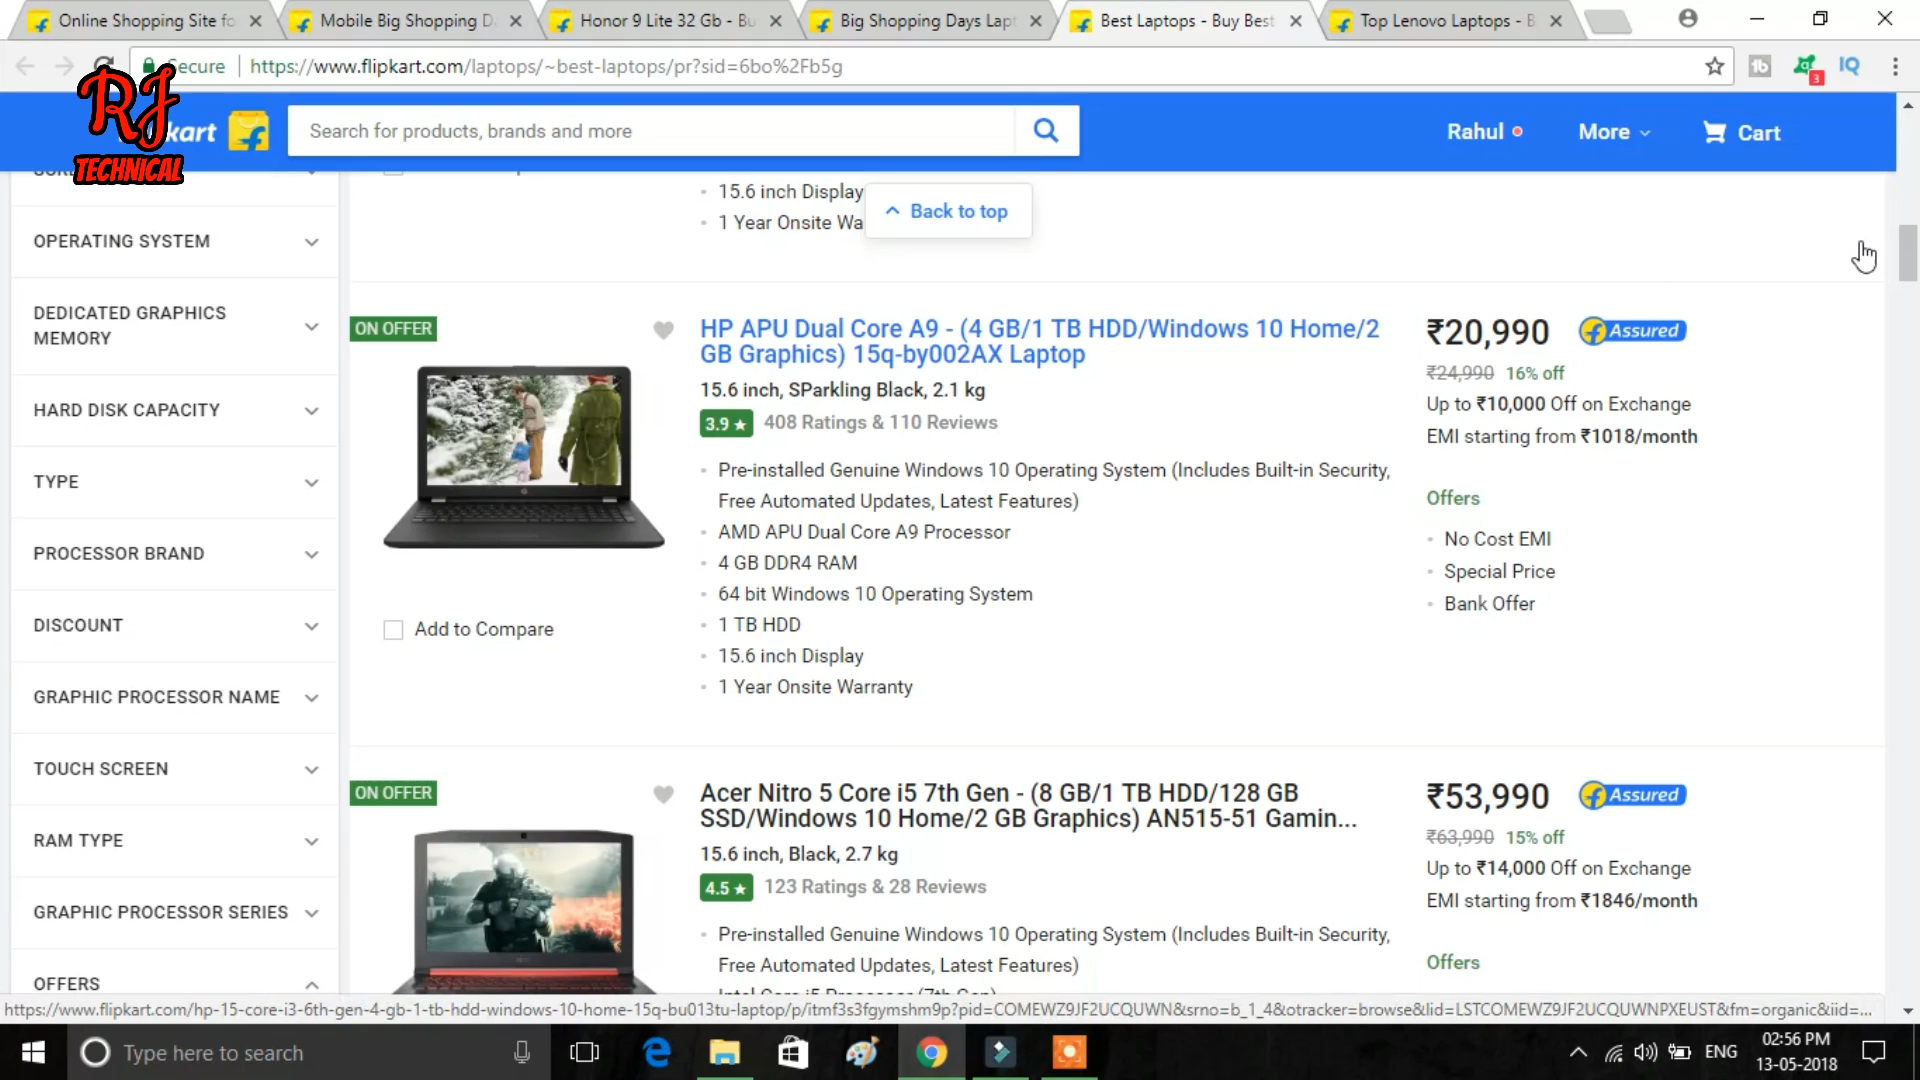 Online Shopping Site fo
Mobile Big Shopping D
Honor 9 Lite 32 Gb - Bu
Big Shopping Days Lapt
Best Laptops - Buy Best
Top Lenovo Laptops - B
Secure
https://www.flipkart.com/laptops/~best-laptops/pr?sid=6bo%2Fb5g
3
IQ
RJ
TECHNICAL
kart
Search for products, brands and more
Rahul
More
Cart
15.6 inch Display
1 Year Onsite Wa
Back to top
OPERATING SYSTEM
DEDICATED GRAPHICS
MEMORY
HARD DISK CAPACITY
TYPE
PROCESSOR BRAND
DISCOUNT
GRAPHIC PROCESSOR NAME
TOUCH SCREEN
RAM TYPE
GRAPHIC PROCESSOR SERIES
OFFERS
ON OFFER
HP APU Dual Core A9 - (4 GB/1 TB HDD/Windows 10 Home/2
GB Graphics) 15q-by002AX Laptop
15.6 inch, SParkling Black, 2.1 kg
3.9 ★ 408 Ratings & 110 Reviews
Pre-installed Genuine Windows 10 Operating System (Includes Built-in Security,
Free Automated Updates, Latest Features)
AMD APU Dual Core A9 Processor
4 GB DDR4 RAM
64 bit Windows 10 Operating System
1 TB HDD
15.6 inch Display
1 Year Onsite Warranty
Add to Compare
₹20,990
Assured
₹24,990 16% off
Up to ₹10,000 Off on Exchange
EMI starting from ₹1018/month
Offers
No Cost EMI
Special Price
Bank Offer
ON OFFER
Acer Nitro 5 Core i5 7th Gen - (8 GB/1 TB HDD/128 GB
SSD/Windows 10 Home/2 GB Graphics) AN515-51 Gamin...
15.6 inch, Black, 2.7 kg
4.5 ★ 123 Ratings & 28 Reviews
Pre-installed Genuine Windows 10 Operating System (Includes Built-in Security,
Free Automated Updates, Latest Features)
Intel Core i5 Processor (7th Gen)
₹53,990
Assured
₹63,990 15% off
Up to ₹14,000 Off on Exchange
EMI starting from ₹1846/month
Offers
https://www.flipkart.com/hp-15-core-i3-6th-gen-4-gb-1-tb-hdd-windows-10-home-15q-bu013tu-laptop/p/itmf3s3fgymshm9p?pid=COMEWZ9JF2UCQUWN&srno=b_1_4&otracker=browse&lid=LSTCOMEWZ9JF2UCQUWNPXEUST&fm=organic&iid=...
Type here to search
ENG
02:56 PM
13-05-2018